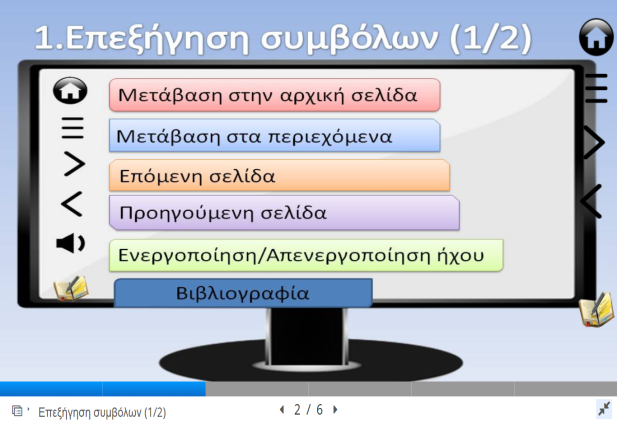 1.Επεξήγηση συμβόλων (1/2)
Μετάβαση στην αρχική σελίδα
Μετάβαση στα περιεχόμενα
Επόμενη σελίδα
Προηγούμενη σελίδα
Ενεργοποίηση/Απενεργοποίηση ήχου
Βιβλιογραφία
Επεξήγηση συμβόλων (1/2)
2 / 6